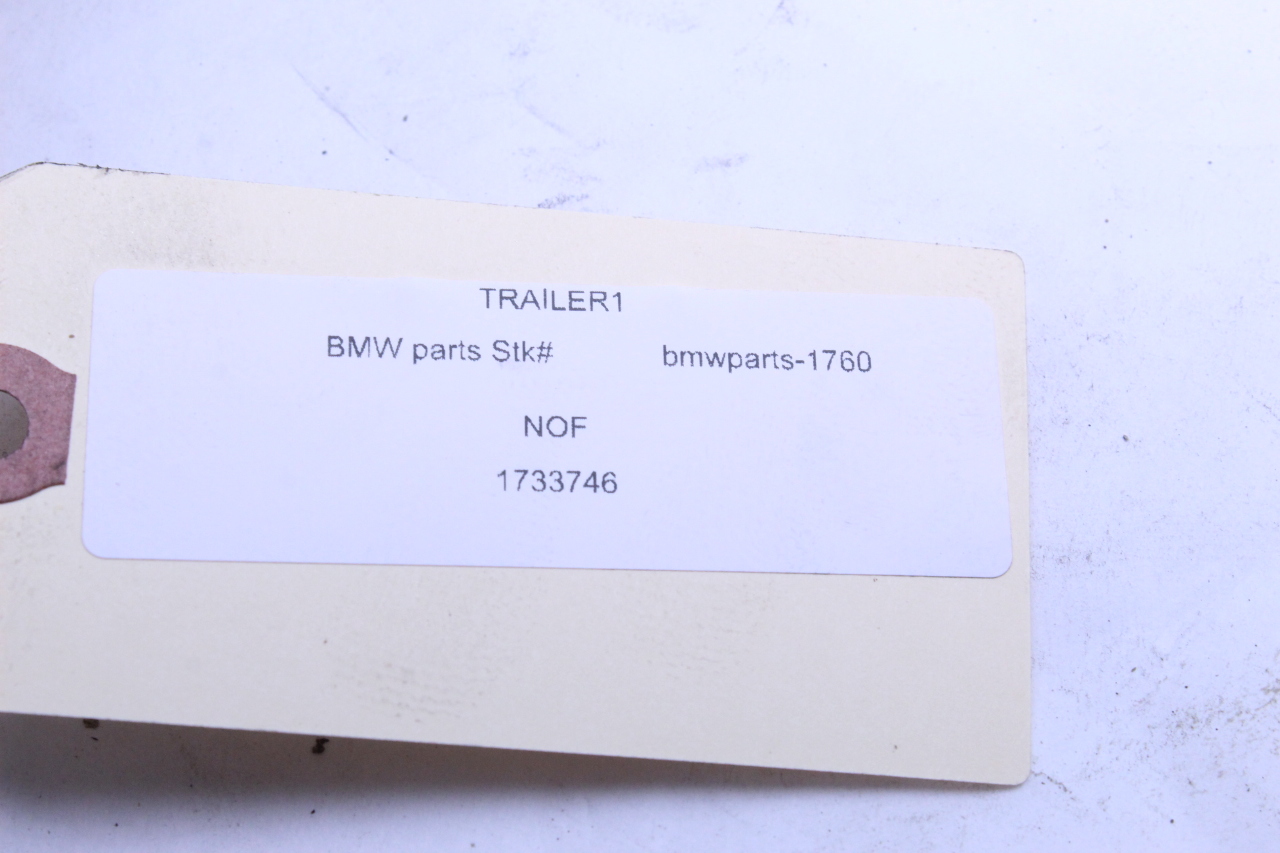 TRAILER1
BMW parts Stk# bmwparts-1760
NOF
1733746